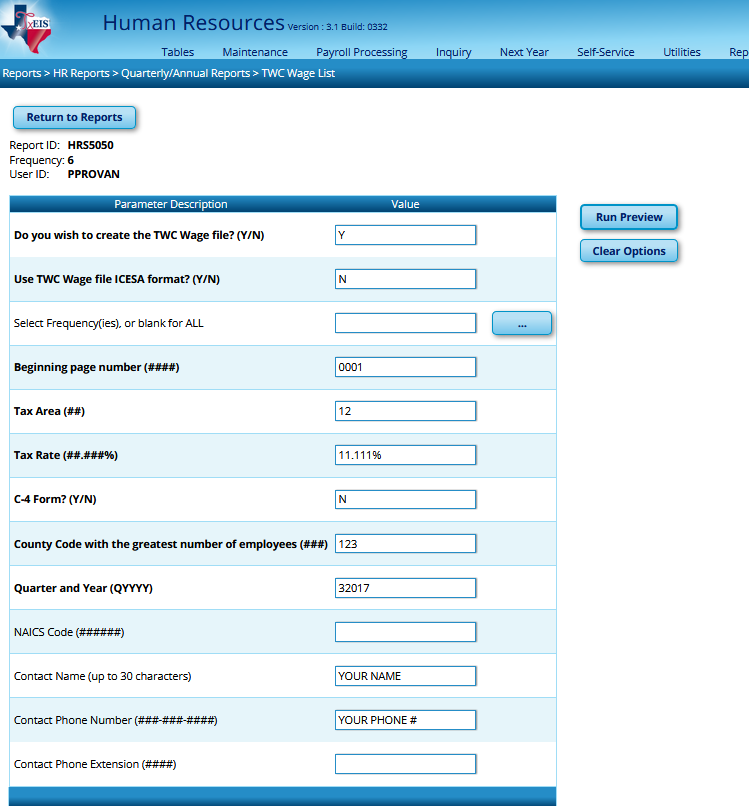 TxEIS
Human Resources Version : 3.1 Build: 0332
Tables Maintenance Payroll Processing Inquiry Next Year Self-Service Utilities Rep
Reports > HR Reports > Quarterly/Annual Reports > TWC Wage List
Return to Reports
Report ID: HRS5050
Frequency: 6
User ID: PPROVAN
Parameter Description Value
Run Preview
Do you wish to create the TWC Wage file? (Y/N) Y
Clear Options
Use TWC Wage file ICESA format? (Y/N) N
Select Frequency(ies), or blank for ALL ...
Beginning page number (####) 0001
Tax Area (##) 12
Tax Rate (##.###%) 11.111%
C-4 Form? (Y/N) N
County Code with the greatest number of employees (###) 123
Quarter and Year (QYYYY) 32017
NAICS Code (######)
Contact Name (up to 30 characters) YOUR NAME
Contact Phone Number (###-###-####) YOUR PHONE #
Contact Phone Extension (####)